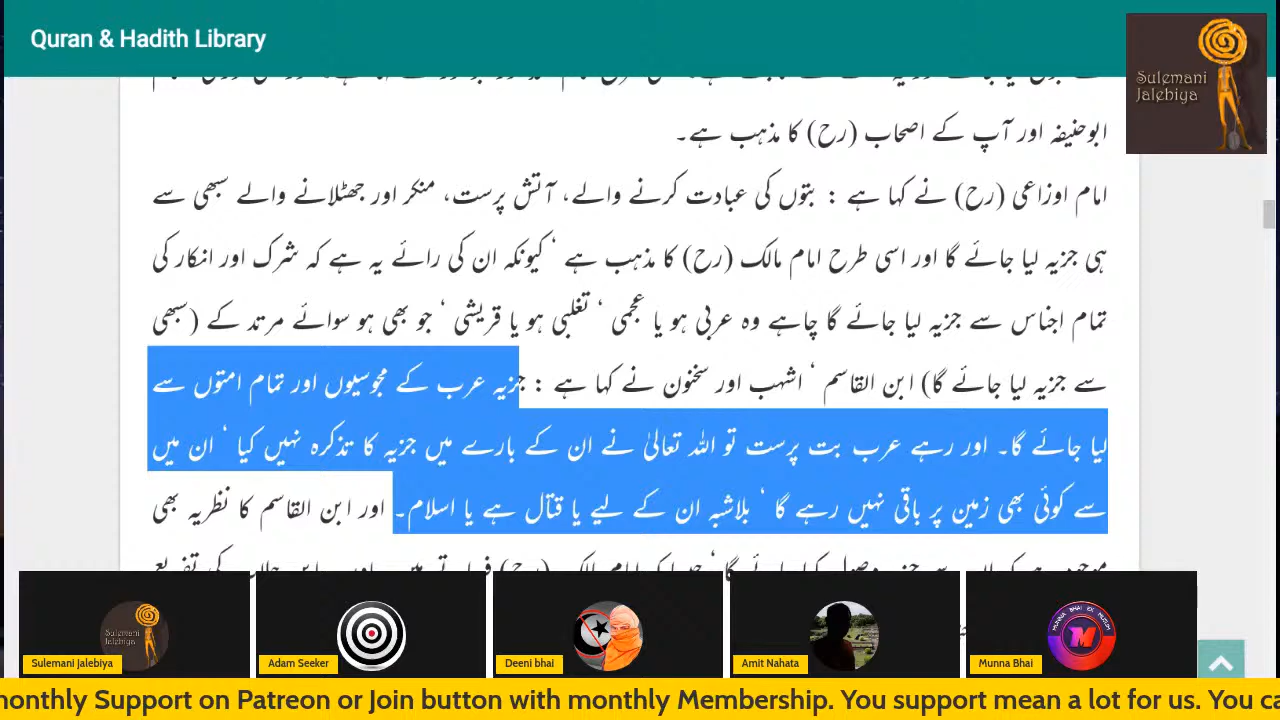 Quran & Hadith Library
Sulemani
Jalebiya
ابوحنیفہ اور آپ کے اصحاب (رح) کا مذہب ہے۔
امام اوزاعی (رح) نے کہا ہے : بتوں کی عبادت کرنے والے، آتش پرست، منکر اور جھٹلانے والے سبھی سے
ہی جزیہ لیا جائے گا اور اسی طرح امام مالک (رح) کا مذہب ہے ‘ کیونکہ ان کی رائے یہ ہے کہ شرک اور انکار کی
تمام اجناس سے جزیہ لیا جائے گا چاہے وہ عربی ہو یا عجمی ‘ تغلبی ہو یا قریشی ‘ جو بھی ہو سوائے مرتد کے (سبھی
سے جزیہ لیا جائے گا) ابن القاسم ‘ اشہب اور سخنون نے کہا ہے : جزیہ عرب کے مجوسیوں اور تمام امتوں سے
لیا جائے گا۔ اور رہے عرب بت پرست تو اللہ تعالیٰ نے ان کے بارے میں جزیہ کا تذکرہ نہیں کیا ‘ ان میں
سے کوئی بھی زمین پر باقی نہیں رہے گا ‘ بلاشبہ ان کے لیے یا قتال ہے یا اسلام۔ اور ابن القاسم کا نظریہ بھی
Sulemani
Jalebiya
MUNNA BHAI EX MUSLIM
M
Sulemani Jalebiya
Adam Seeker
Deeni bhai
Amit Nahata
Munna Bhai
monthly Support on Patreon or Join button with monthly Membership. You support mean a lot for us. You